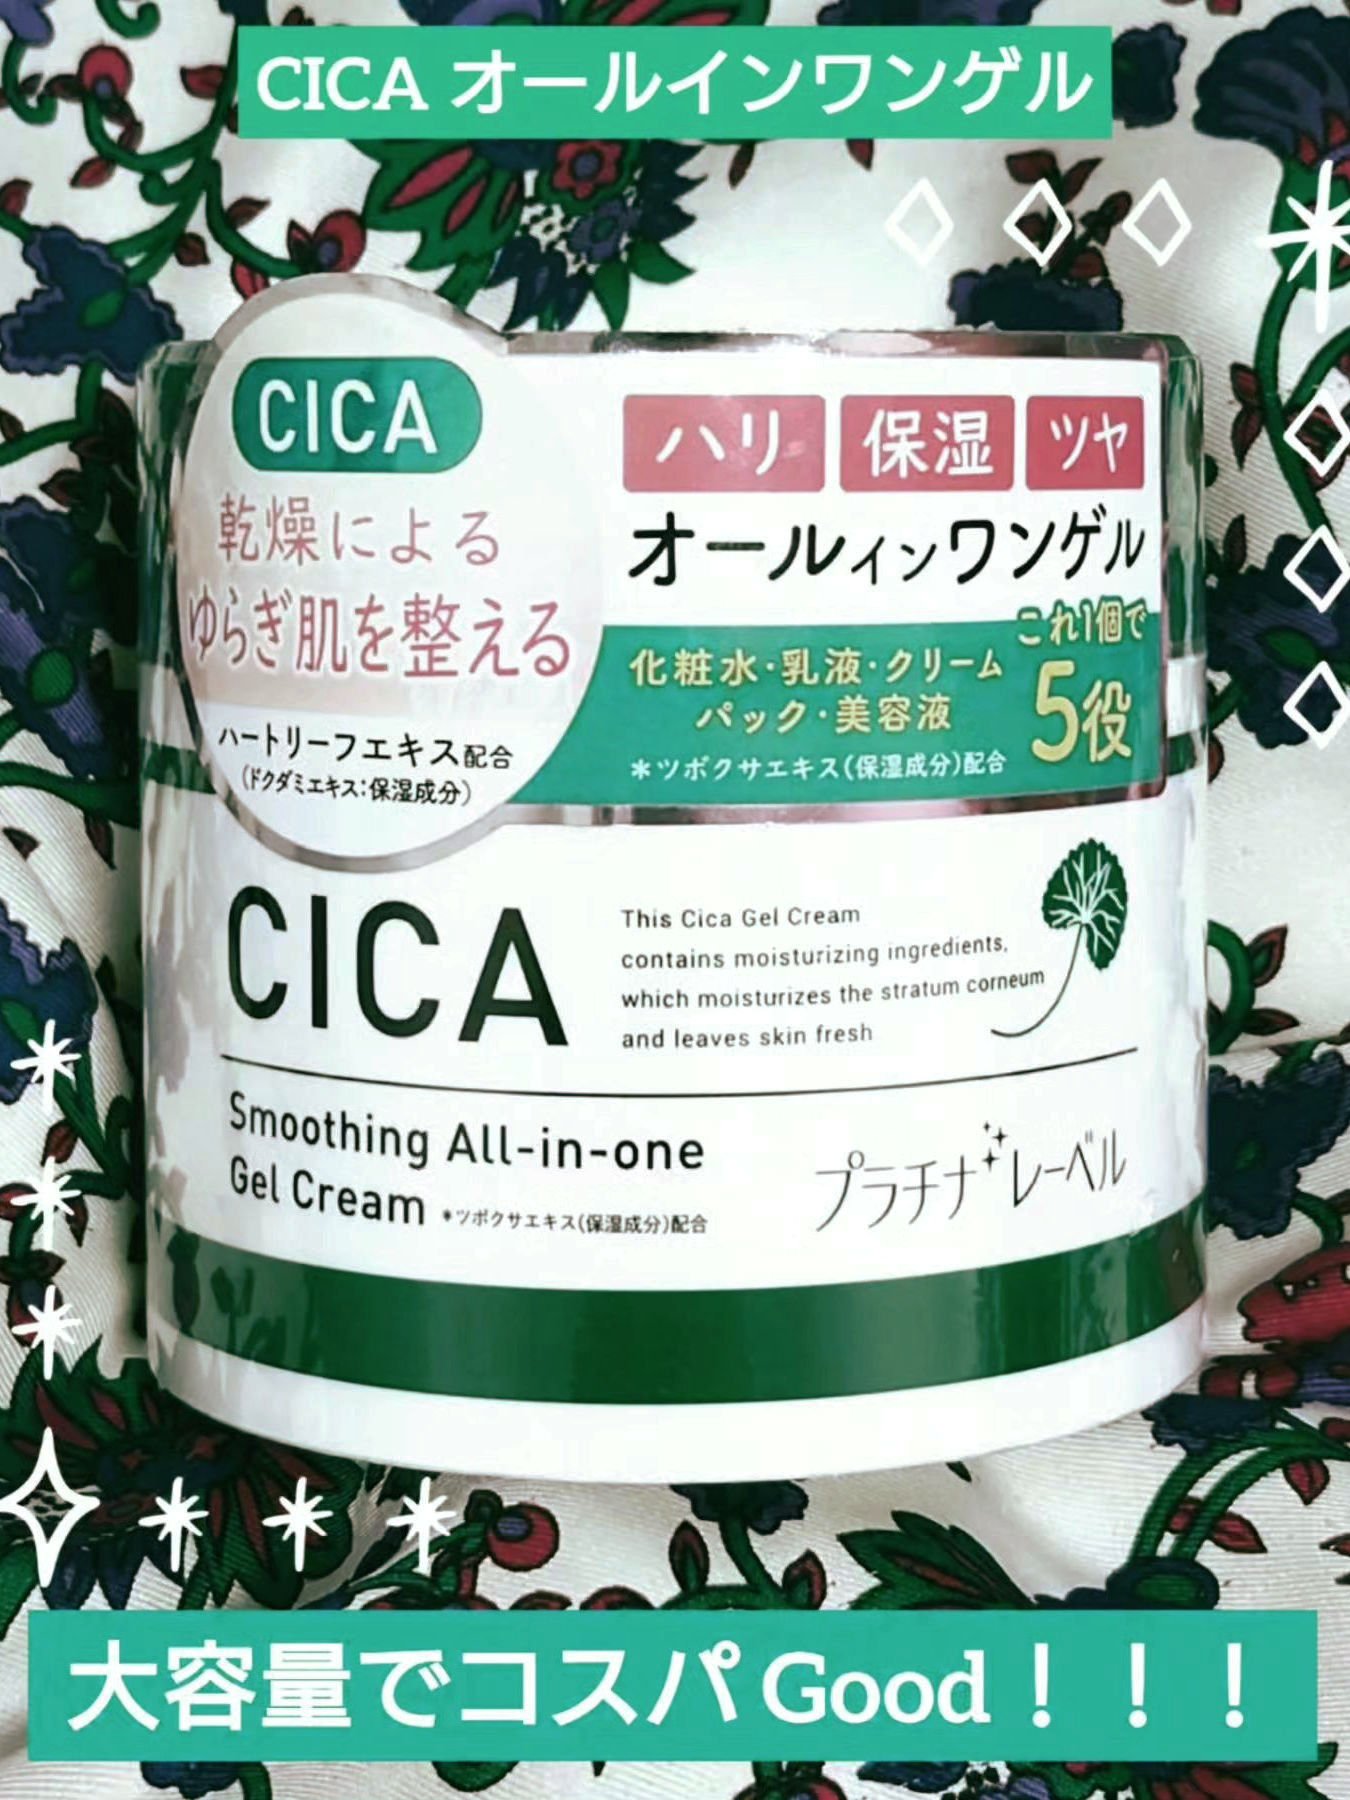 CICA オールインワンゲル
CICA
乾燥による
ゆらぎ肌を整える
ハートリーフエキス配合
(ドクダミエキス:保湿成分)
ハリ 保湿 ツヤ
オールインワンゲル
これ1個で
5役
化粧水・乳液・クリーム
パック・美容液
*ツボクサエキス(保湿成分)配合
CICA
This Cica Gel Cream
contains moisturizing ingredients,
which moisturizes the stratum corneum
and leaves skin fresh
Smoothing All-in-one
Gel Cream *ツボクサエキス(保湿成分)配合
プラチナレーベル
大容量でコスパGood！！！